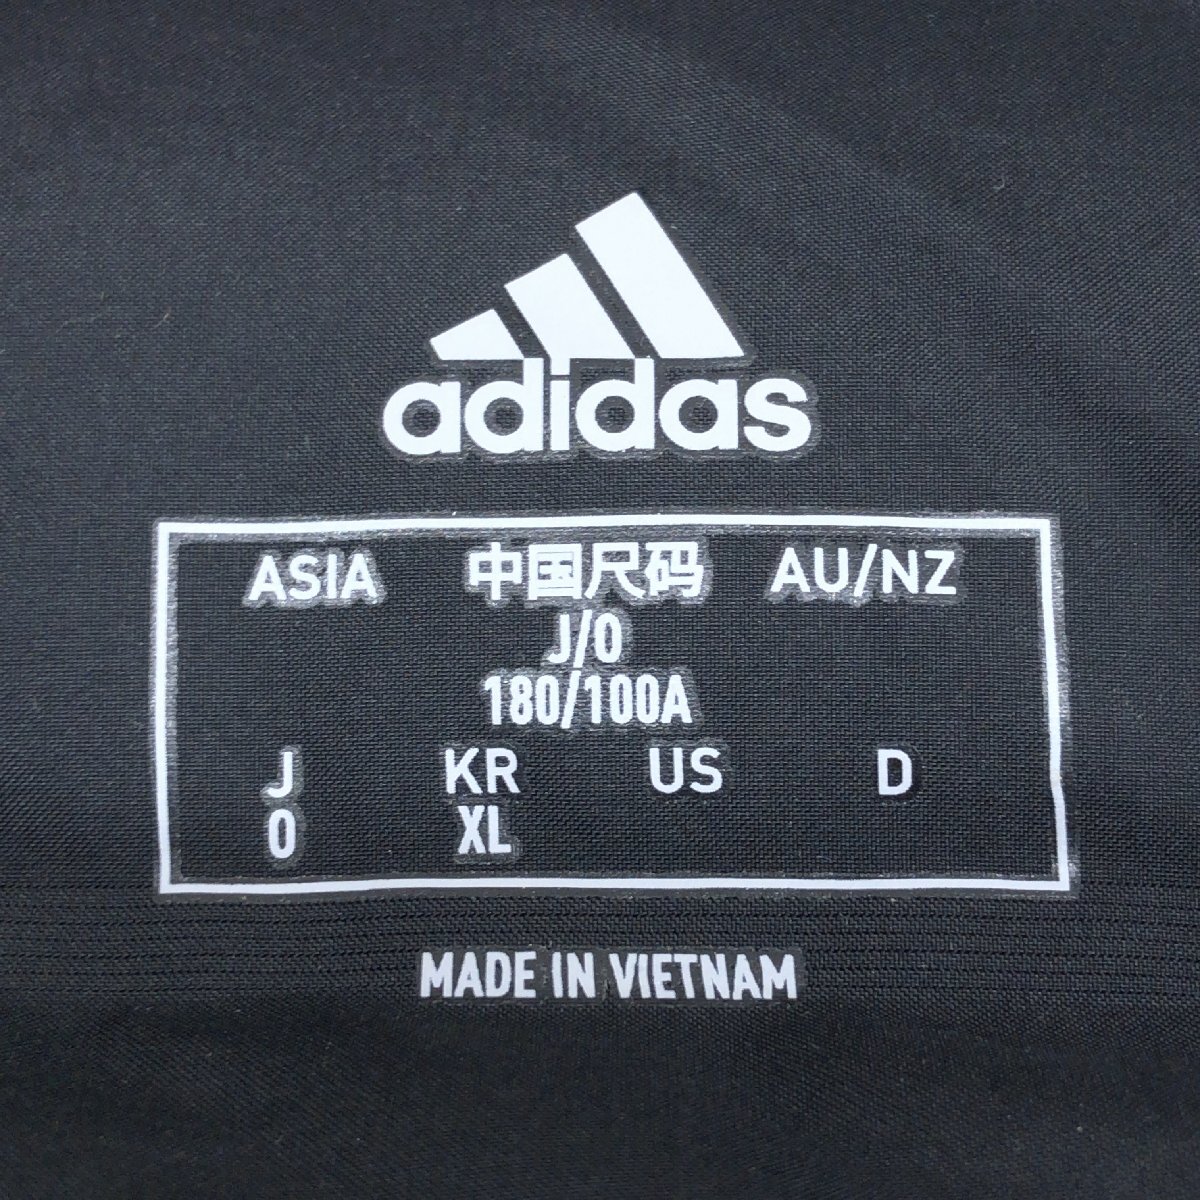 adidas
ASIA 中国尺码 AU/NZ
J/O
180/100A
J KR US D
O XL
MADE IN VIETNAM